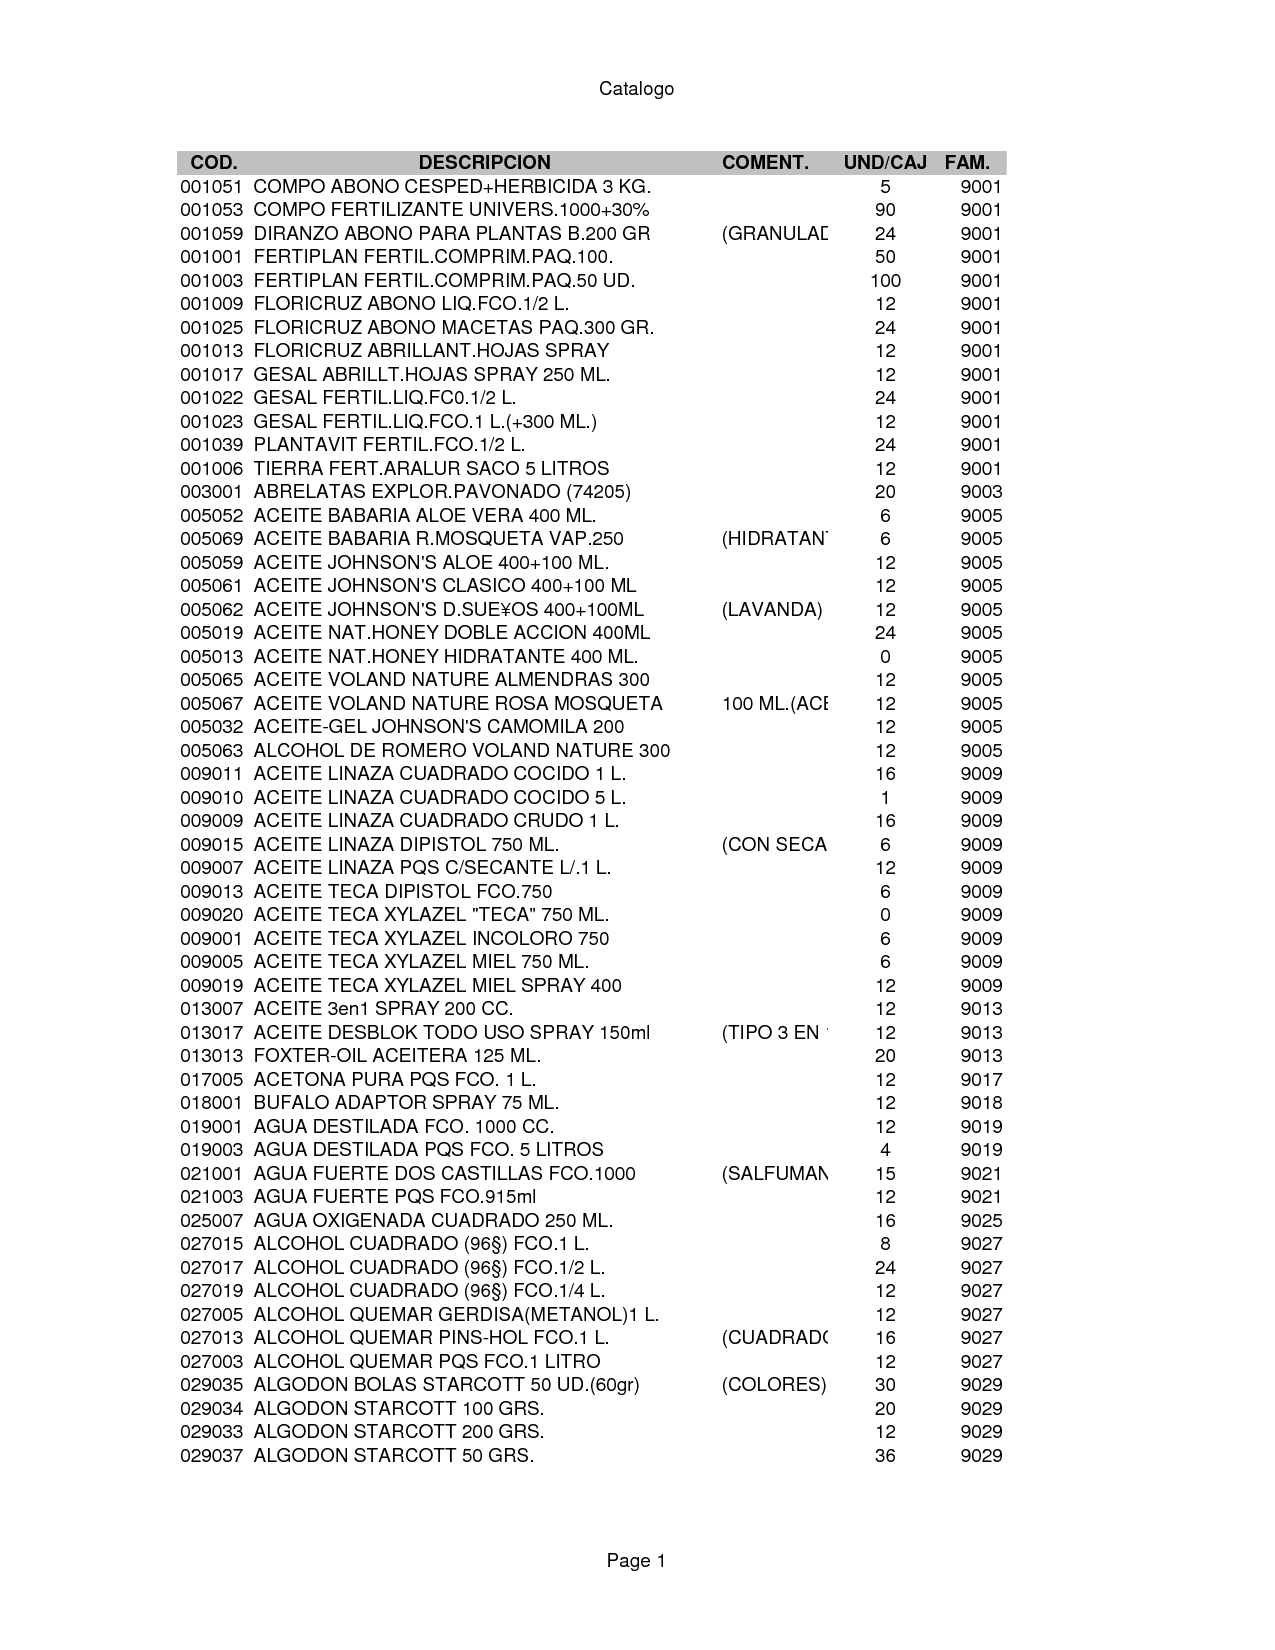 Catalogo
COD. DESCRIPCION COMENT. UND/CAJ FAM.
001051 COMPO ABONO CESPED+HERBICIDA 3 KG. 5 9001
001053 COMPO FERTILIZANTE UNIVERS.1000+30% 90 9001
001059 DIRANZO ABONO PARA PLANTAS B.200 GR (GRANULAD 24 9001
001001 FERTIPLAN FERTIL.COMPRIM.PAQ.100. 50 9001
001003 FERTIPLAN FERTIL.COMPRIM.PAQ.50 UD. 100 9001
001009 FLORICRUZ ABONO LIQ.FCO.1/2 L. 12 9001
001025 FLORICRUZ ABONO MACETAS PAQ.300 GR. 24 9001
001013 FLORICRUZ ABRILLANT.HOJAS SPRAY 12 9001
001017 GESAL ABRILLT.HOJAS SPRAY 250 ML. 12 9001
001022 GESAL FERTIL.LIQ.FC0.1/2 L. 24 9001
001023 GESAL FERTIL.LIQ.FCO.1 L.(+300 ML.) 12 9001
001039 PLANTAVIT FERTIL.FCO.1/2 L. 24 9001
001006 TIERRA FERT.ARALUR SACO 5 LITROS 12 9001
003001 ABRELATAS EXPLOR.PAVONADO (74205) 20 9003
005052 ACEITE BABARIA ALOE VERA 400 ML. 6 9005
005069 ACEITE BABARIA R.MOSQUETA VAP.250 (HIDRATANT 6 9005
005059 ACEITE JOHNSON'S ALOE 400+100 ML. 12 9005
005061 ACEITE JOHNSON'S CLASICO 400+100 ML 12 9005
005062 ACEITE JOHNSON'S D.SUE¥OS 400+100ML (LAVANDA) 12 9005
005019 ACEITE NAT.HONEY DOBLE ACCION 400ML 24 9005
005013 ACEITE NAT.HONEY HIDRATANTE 400 ML. 0 9005
005065 ACEITE VOLAND NATURE ALMENDRAS 300 12 9005
005067 ACEITE VOLAND NATURE ROSA MOSQUETA 100 ML.(ACE 12 9005
005032 ACEITE-GEL JOHNSON'S CAMOMILA 200 12 9005
005063 ALCOHOL DE ROMERO VOLAND NATURE 300 12 9005
009011 ACEITE LINAZA CUADRADO COCIDO 1 L. 16 9009
009010 ACEITE LINAZA CUADRADO COCIDO 5 L. 1 9009
009009 ACEITE LINAZA CUADRADO CRUDO 1 L. 16 9009
009015 ACEITE LINAZA DIPISTOL 750 ML. (CON SECA 6 9009
009007 ACEITE LINAZA PQS C/SECANTE L/.1 L. 12 9009
009013 ACEITE TECA DIPISTOL FCO.750 6 9009
009020 ACEITE TECA XYLAZEL "TECA" 750 ML. 0 9009
009001 ACEITE TECA XYLAZEL INCOLORO 750 6 9009
009005 ACEITE TECA XYLAZEL MIEL 750 ML. 6 9009
009019 ACEITE TECA XYLAZEL MIEL SPRAY 400 12 9009
013007 ACEITE 3en1 SPRAY 200 CC. 12 9013
013017 ACEITE DESBLOK TODO USO SPRAY 150ml (TIPO 3 EN 12 9013
013013 FOXTER-OIL ACEITERA 125 ML. 20 9013
017005 ACETONA PURA PQS FCO. 1 L. 12 9017
018001 BUFALO ADAPTOR SPRAY 75 ML. 12 9018
019001 AGUA DESTILADA FCO. 1000 CC. 12 9019
019003 AGUA DESTILADA PQS FCO. 5 LITROS 4 9019
021001 AGUA FUERTE DOS CASTILLAS FCO.1000 (SALFUMAN 15 9021
021003 AGUA FUERTE PQS FCO.915ml 12 9021
025007 AGUA OXIGENADA CUADRADO 250 ML. 16 9025
027015 ALCOHOL CUADRADO (96§) FCO.1 L. 8 9027
027017 ALCOHOL CUADRADO (96§) FCO.1/2 L. 24 9027
027019 ALCOHOL CUADRADO (96§) FCO.1/4 L. 12 9027
027005 ALCOHOL QUEMAR GERDISA(METANOL)1 L. 12 9027
027013 ALCOHOL QUEMAR PINS-HOL FCO.1 L. (CUADRADO 16 9027
027003 ALCOHOL QUEMAR PQS FCO.1 LITRO 12 9027
029035 ALGODON BOLAS STARCOTT 50 UD.(60gr) (COLORES) 30 9029
029034 ALGODON STARCOTT 100 GRS. 20 9029
029033 ALGODON STARCOTT 200 GRS. 12 9029
029037 ALGODON STARCOTT 50 GRS. 36 9029
Page 1